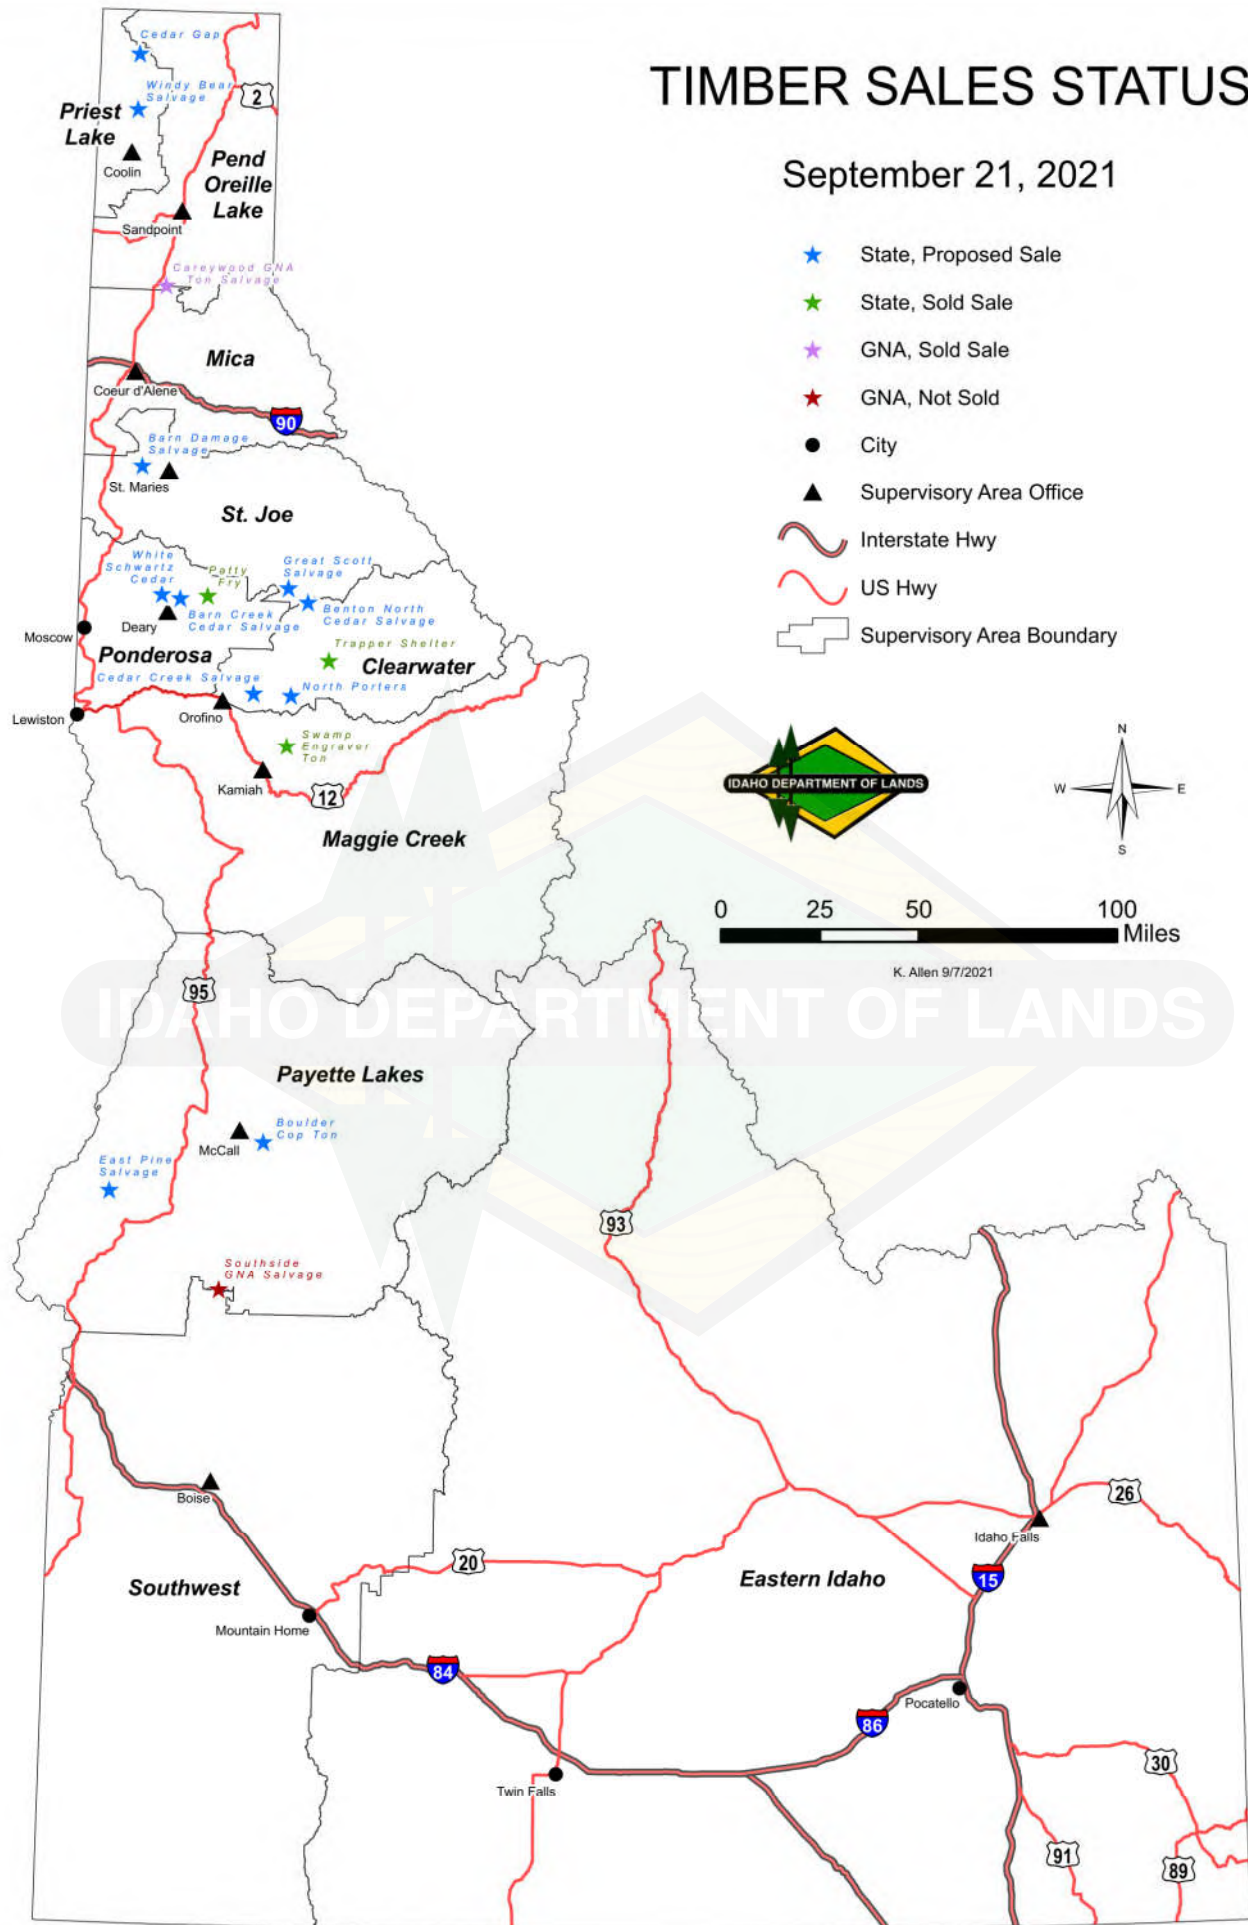 TIMBER SALES STATUS
September 21, 2021
State, Proposed Sale
State, Sold Sale
GNA, Sold Sale
GNA, Not Sold
City
Supervisory Area Office
Interstate Hwy
US Hwy
Supervisory Area Boundary
IDAHO DEPARTMENT OF LANDS
N
W
E
S
0 25 50 100
Miles
K. Allen 9/7/2021
Cedar Gap
Windy Bear
Salvage
2
Priest
Lake
Coolin
Pend
Oreille
Lake
Sandpoint
Careywood GNA
Ton Salvage
Mica
Coeur d'Alene
90
Barn Damage
Salvage
St. Maries
St. Joe
White
Schwartz
Cedar
Patty
Fry
Great Scott
Salvage
Barn Creek
Cedar Salvage
Benton North
Cedar Salvage
Deary
Moscow
Ponderosa
Trapper Shelter
Clearwater
Cedar Creek Salvage
North Porters
Orofino
Lewiston
Swamp
Engraver
Ton
Kamiah
12
Maggie Creek
95
IDAHO DEPARTMENT OF LANDS
Payette Lakes
Boulder
Cop Ton
McCall
East Pine
Salvage
93
Southside
GNA Salvage
Boise
26
Idaho Falls
20
Southwest
Eastern Idaho
15
Mountain Home
84
Pocatello
86
30
Twin Falls
91
89